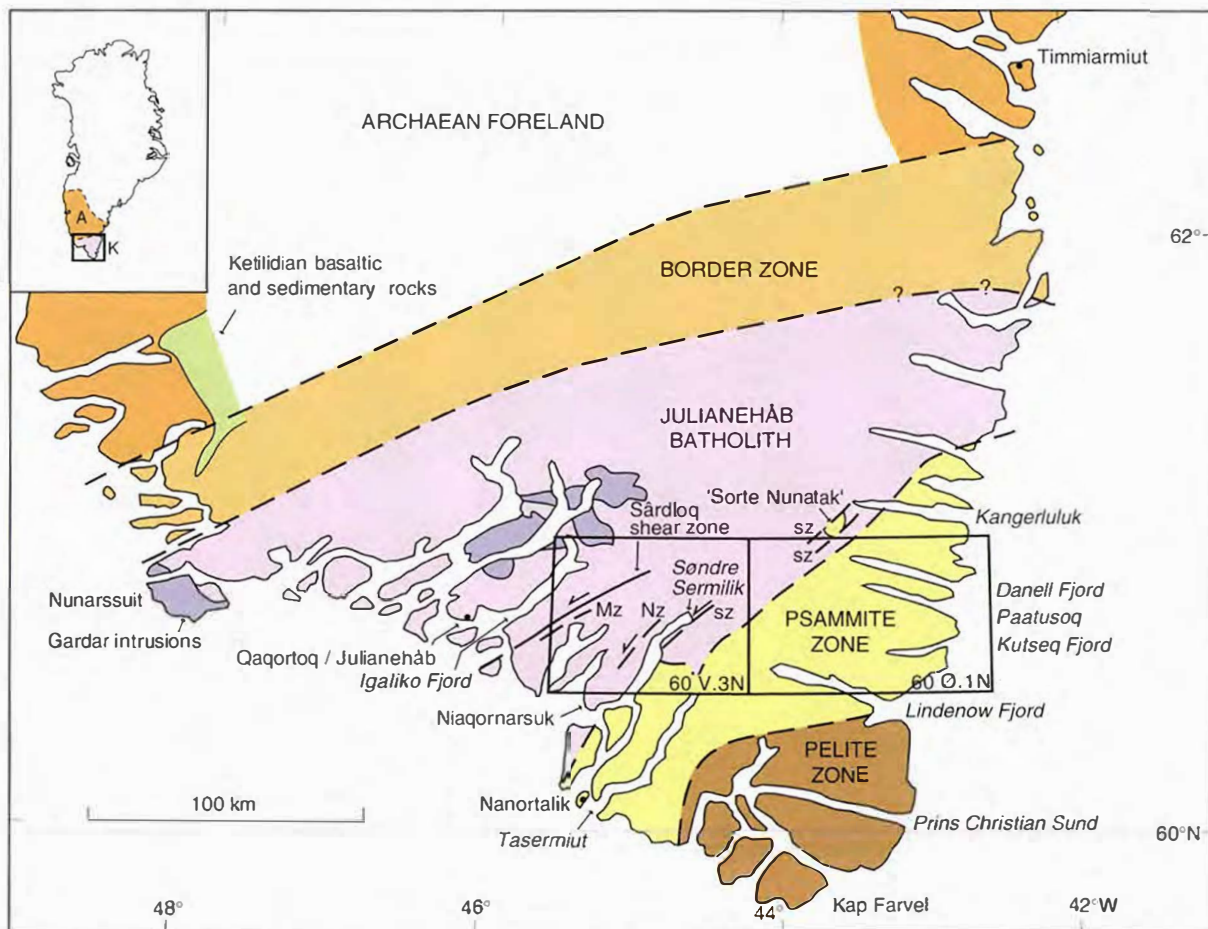 Timmiarmiut
ARCHAEAN FORELAND
A
K
62°
Ketilidian basaltic
and sedimentary rocks
BORDER ZONE
?
?
JULIANEHÅB
BATHOLITH
'Sorte Nunatak'
Sârdloq
shear zone
sz
sz
Kangerluluk
Søndre
Sermilik
Nunarssuit
Gardar intrusions
Mz
Nz
sz
PSAMMITE
ZONE
Danell Fjord
Paatusoq
Kutseq Fjord
Qaqortoq / Julianehåb
Igaliko Fjord
60 V.3N
60 Ø.1N
Niaqornarsuk
Lindenow Fjord
PELITE
ZONE
100 km
Nanortalik
Tasermiut
Prins Christian Sund
60°N
Kap Farvel
48°
46°
44°
42°W